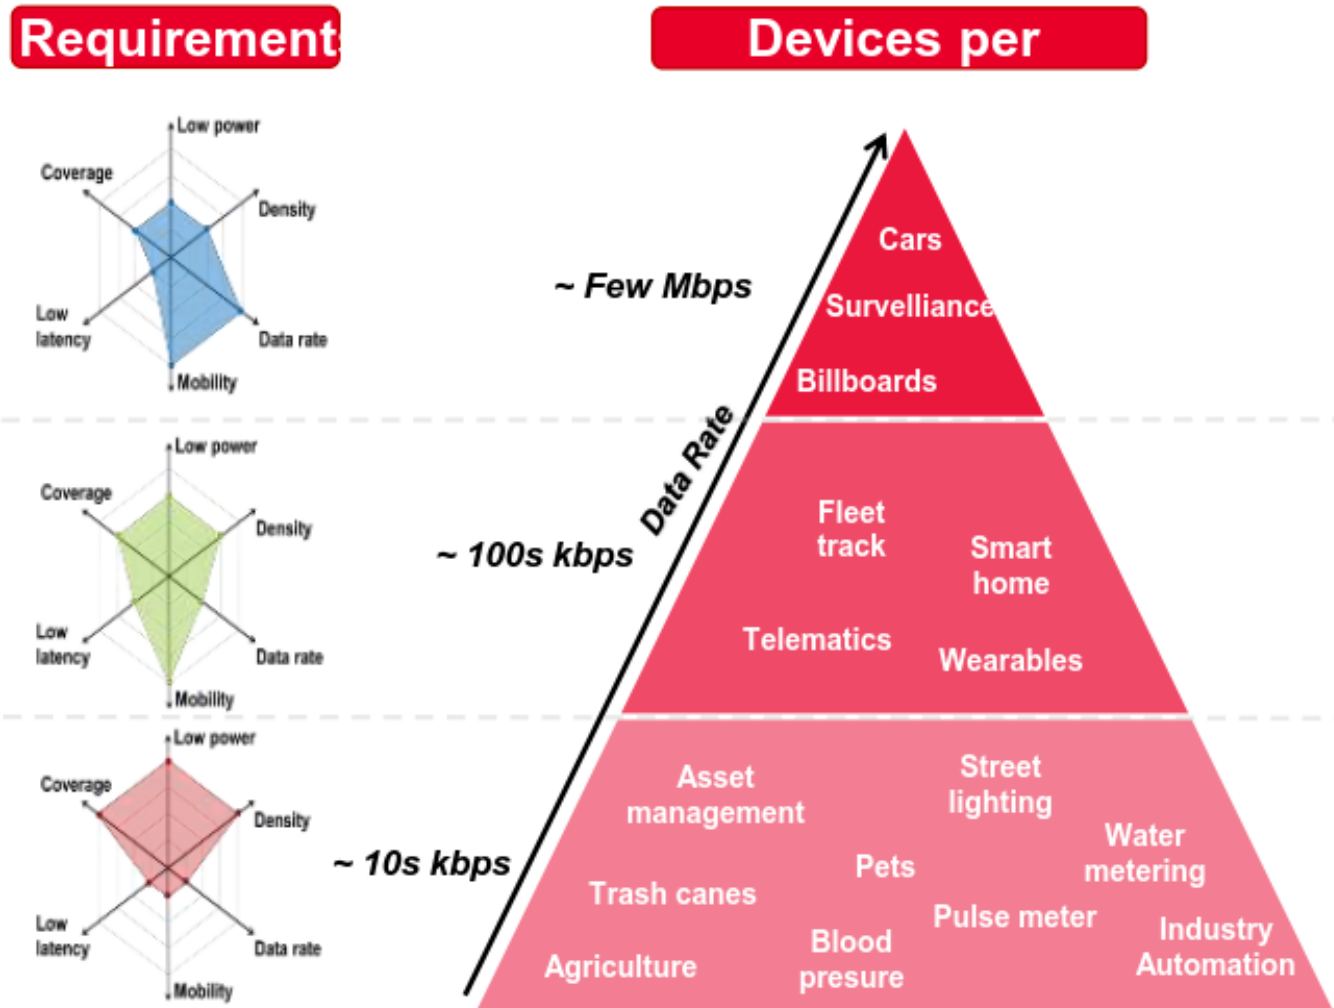 Requirements
Devices per
Low power
Coverage
Density
Low
latency
Data rate
Mobility
~ Few Mbps
Cars
Survelliance
Billboards
Data Rate
Low power
Coverage
Density
Low
latency
Data rate
Mobility
~ 100s kbps
Fleet
track
Smart
home
Telematics
Wearables
Low power
Coverage
Density
Low
latency
Data rate
Mobility
~ 10s kbps
Asset
management
Street
lighting
Water
metering
Pets
Trash canes
Pulse meter
Industry
Automation
Blood
presure
Agriculture